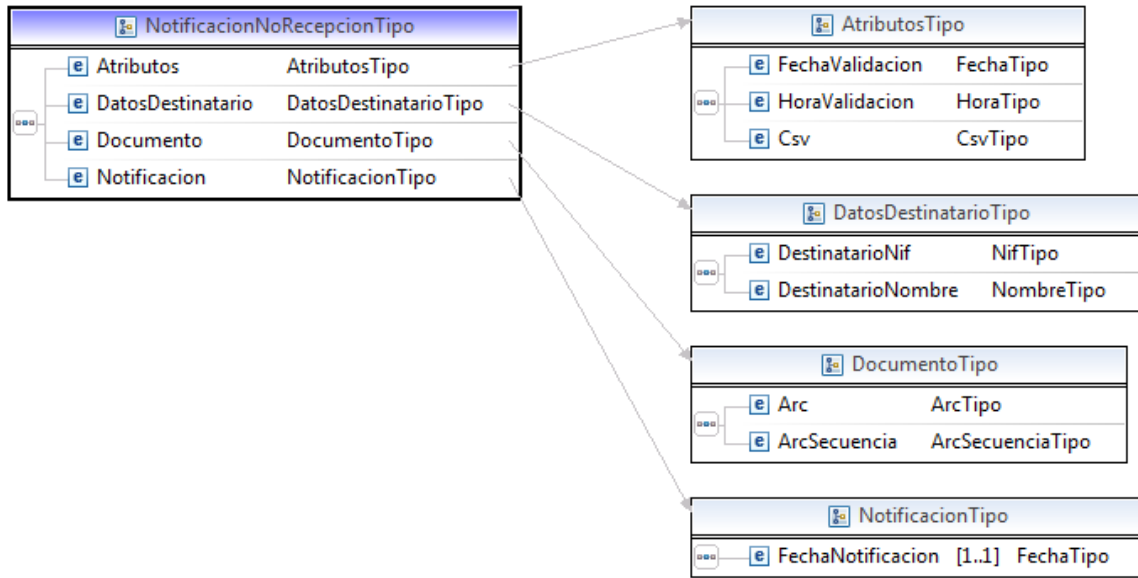 NotificacionNoRecepcionTipo
e Atributos AtributosTipo
e DatosDestinatario DatosDestinatarioTipo
e Documento DocumentoTipo
e Notificacion NotificacionTipo
AtributosTipo
e FechaValidacion FechaTipo
e HoraValidacion HoraTipo
e Csv CsvTipo
DatosDestinatarioTipo
e DestinatarioNif NifTipo
e DestinatarioNombre NombreTipo
DocumentoTipo
e Arc ArcTipo
e ArcSecuencia ArcSecuenciaTipo
NotificacionTipo
e FechaNotificacion [1..1] FechaTipo